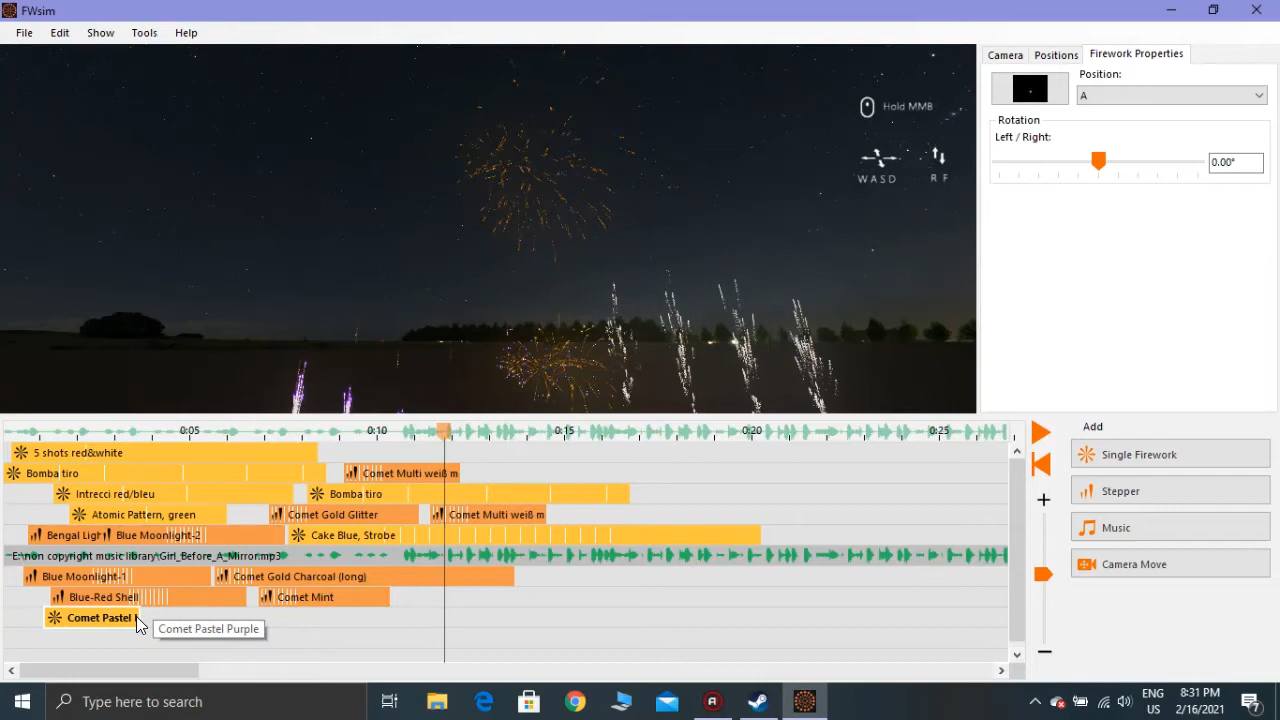 FWsim
File Edit Show Tools Help
Hold MMB
W A S D R F
Camera Positions Firework Properties
Position:
A
Rotation
Left / Right:
0.00°
0:05 0:10 0:15 0:20 0:25
5 shots red&white
Bomba tiro Comet Multi weiß m
Intrecci red/bleu Bomba tiro
Atomic Pattern, green Comet Gold Glitter Comet Multi weiß m
Bengal Ligh Blue Moonlight-2 Cake Blue, Strobe
E:\non copyright music library\Girl_Before_A_Mirror.mp3
Blue Moonlight-1 Comet Gold Charcoal (long)
Blue-Red Shell Comet Mint
Comet Pastel
Comet Pastel Purple
Add
Single Firework
Stepper
Music
Camera Move
Type here to search
ENG
US
8:31 PM
2/16/2021
7